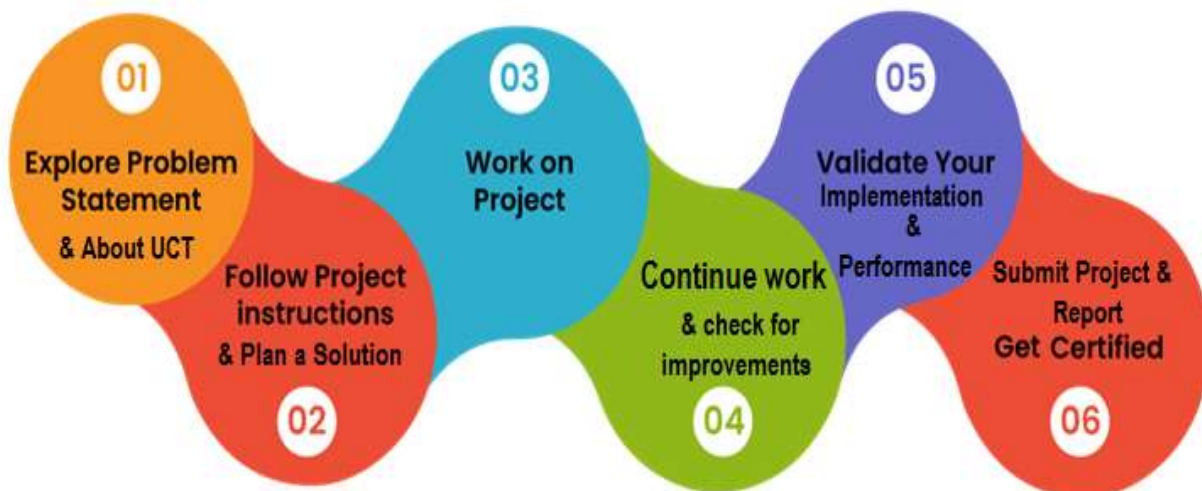 01
Explore Problem
Statement
& About UCT
Follow Project
instructions
& Plan a Solution
02
03
Work on
Project
Continue work
& check for
improvements
04
05
Validate Your
Implementation
&
Performance
Submit Project &
Report
Get Certified
06